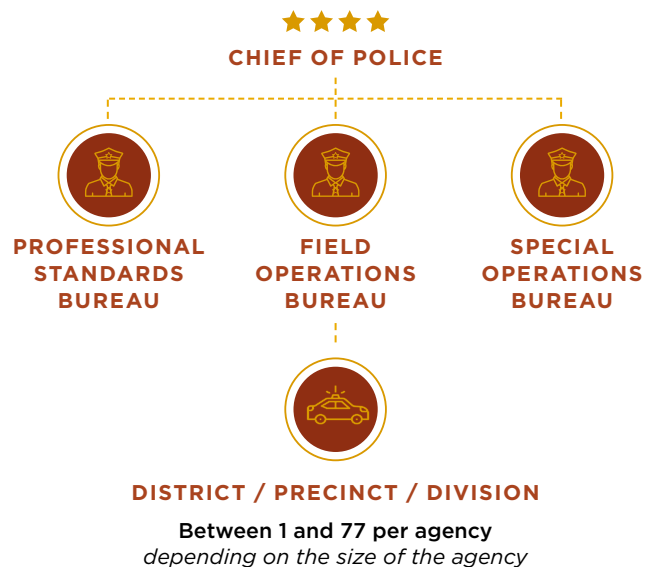 CHIEF OF POLICE
PROFESSIONAL
STANDARDS
BUREAU
FIELD
OPERATIONS
BUREAU
SPECIAL
OPERATIONS
BUREAU
DISTRICT / PRECINCT / DIVISION
Between 1 and 77 per agency
depending on the size of the agency